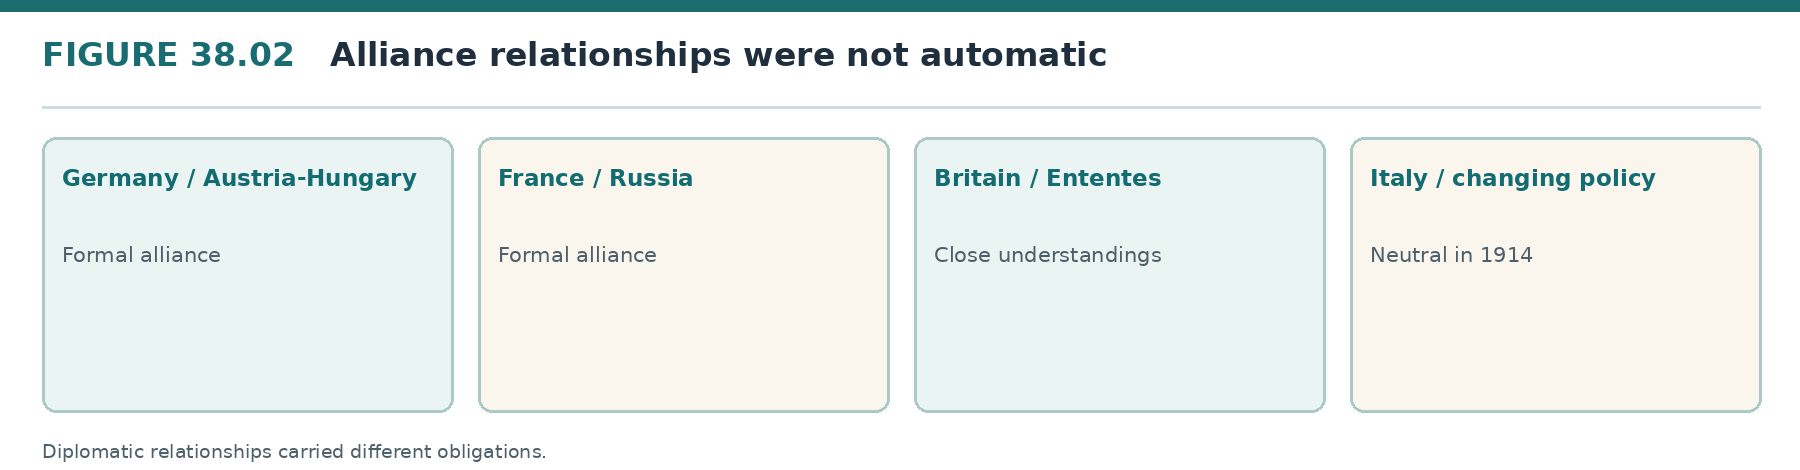 FIGURE 38.02 Alliance relationships were not automatic
Germany / Austria-Hungary
Formal alliance
France / Russia
Formal alliance
Britain / Ententes
Close understandings
Italy / changing policy
Neutral in 1914
Diplomatic relationships carried different obligations.